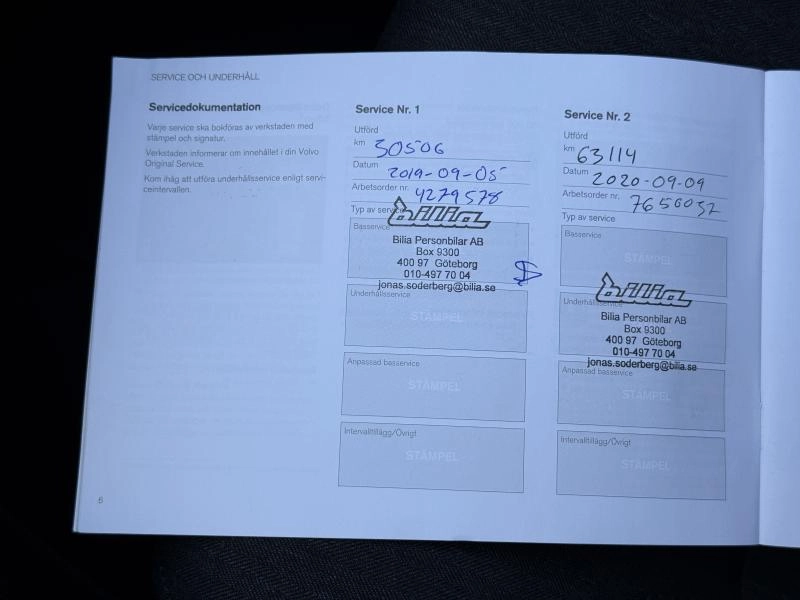 SERVICE OCH UNDERHÅLL
Servicedokumentation
Varje service ska bokföras av verkstaden med
stämpel och signatur.
Verkstaden informerar om innehållet i din Volvo
Original Service.
Kom ihåg att utföra underhållsservice enligt servi-
ceintervallen.
Service Nr. 1
Utförd
km 30506
Datum 2019-09-05
Arbetsorder nr. 4279578
Typ av service
bilia
Basservice
Bilia Personbilar AB
Box 9300
400 97 Göteborg
010-497 70 04
jonas.soderberg@bilia.se
Underhållsservice
STÄMPEL
Anpassad basservice
STÄMPEL
Intervalltillägg/Övrigt
STÄMPEL
Service Nr. 2
Utförd
km 63114
Datum 2020-09-09
Arbetsorder nr. 7656032
Typ av service
Basservice
STÄMPEL
bilia
Underhållsservice
Bilia Personbilar AB
Box 9300
400 97 Göteborg
010-497 70 04
jonas.soderberg@bilia.se
Anpassad basservice
STÄMPEL
Intervalltillägg/Övrigt
STÄMPEL
6